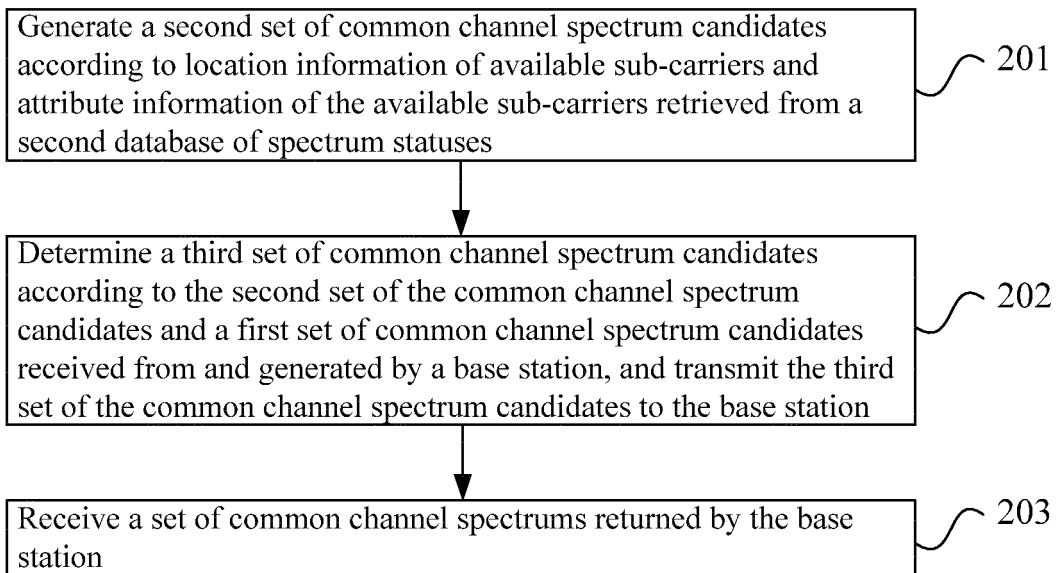 Generate a second set of common channel spectrum candidates
according to location information of available sub-carriers and
attribute information of the available sub-carriers retrieved from a
second database of spectrum statuses
201
Determine a third set of common channel spectrum candidates
according to the second set of the common channel spectrum
candidates and a first set of common channel spectrum candidates
received from and generated by a base station, and transmit the third
set of the common channel spectrum candidates to the base station
202
Receive a set of common channel spectrums returned by the base
station
203